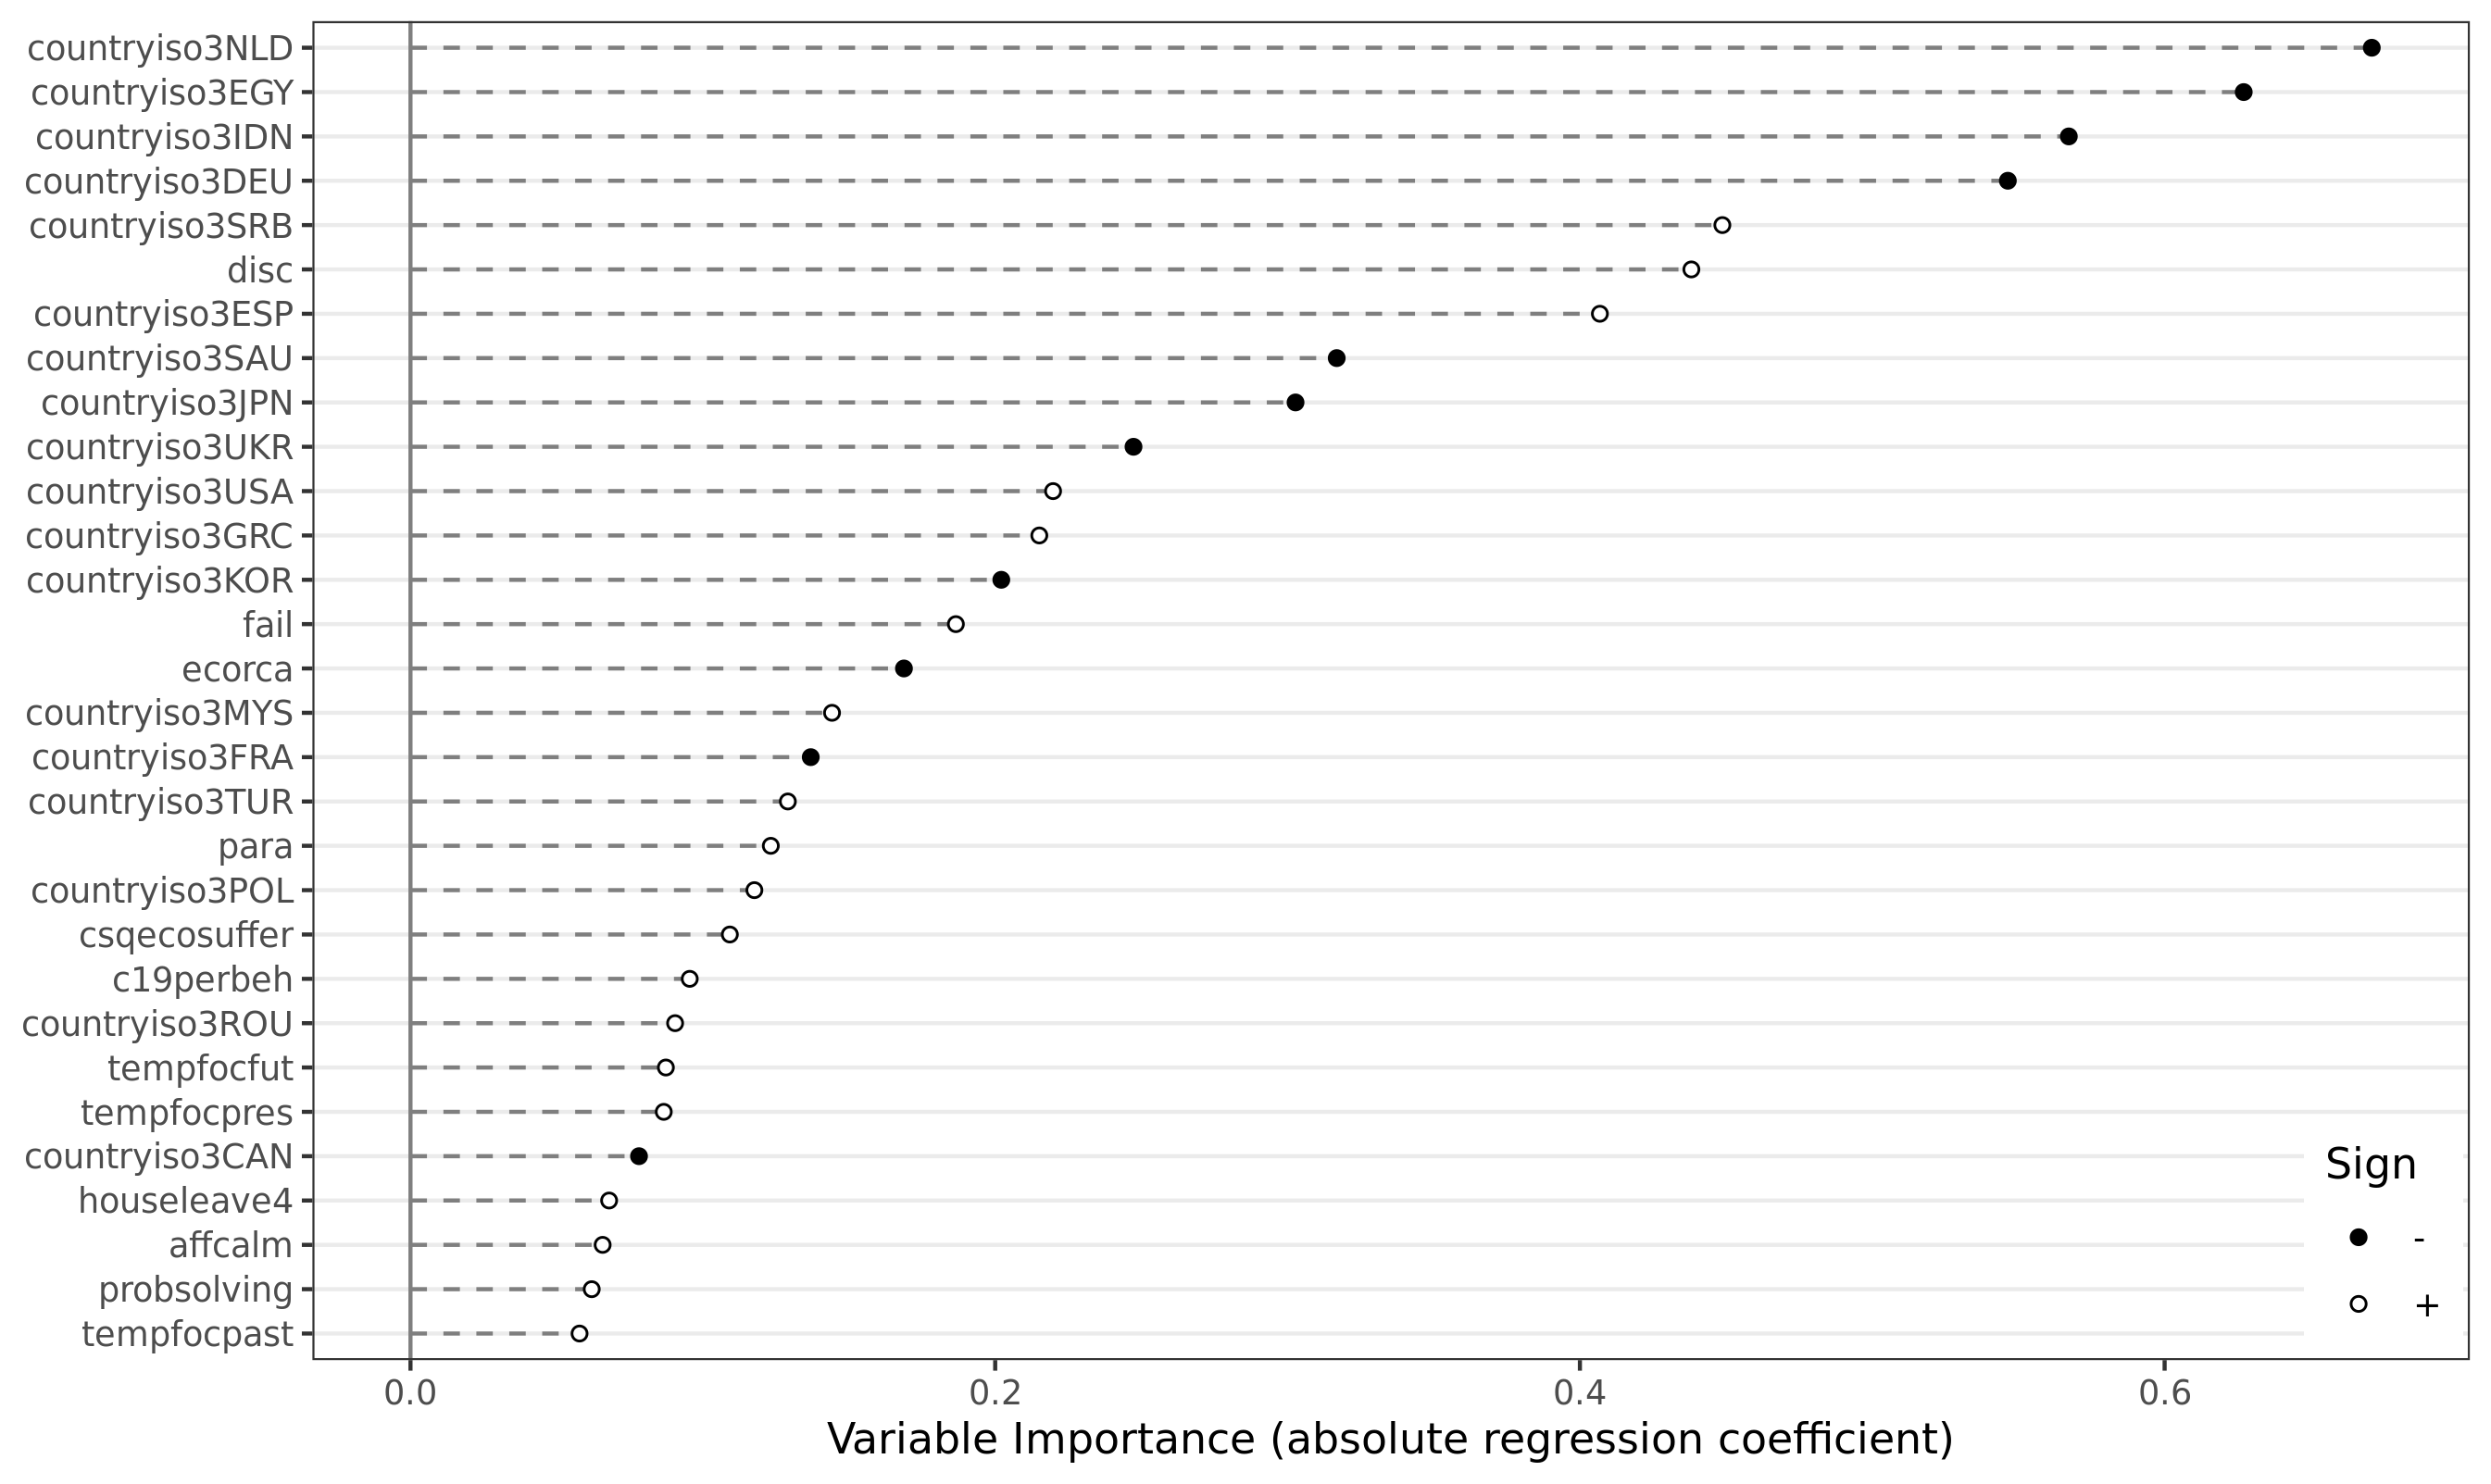 countryiso3NLD
countryiso3EGY
countryiso3IDN
countryiso3DEU
countryiso3SRB
disc
countryiso3ESP
countryiso3SAU
countryiso3JPN
countryiso3UKR
countryiso3USA
countryiso3GRC
countryiso3KOR
fail
ecorca
countryiso3MYS
countryiso3FRA
countryiso3TUR
para
countryiso3POL
csqecosuffer
c19perbeh
countryiso3ROU
tempfocfut
tempfocpres
countryiso3CAN
houseleave4
affcalm
probsolving
tempfocpast
Sign
-
+
0.0 0.2 0.4 0.6
Variable Importance (absolute regression coefficient)